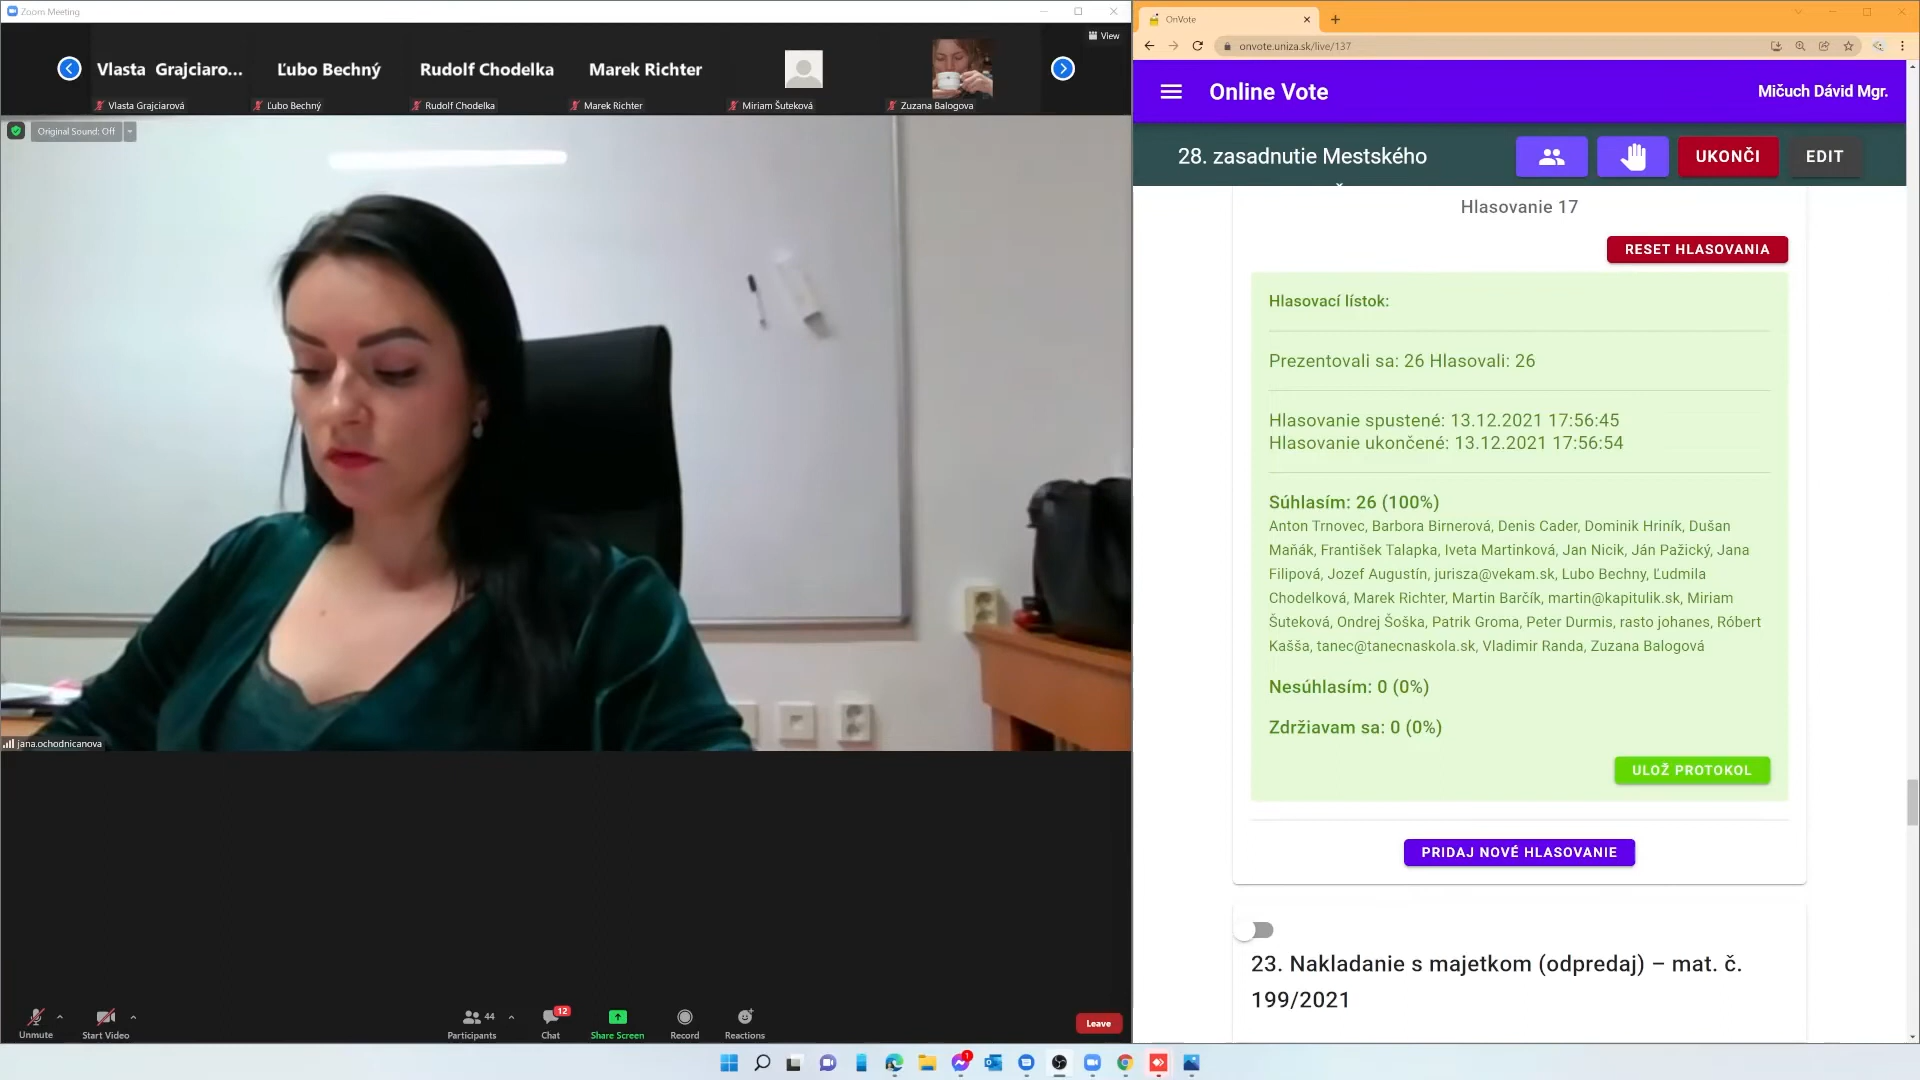 Zoom Meeting
View
Vlasta Grajciaro...
Ľubo Bechný
Rudolf Chodelka
Marek Richter
Vlasta Grajciarová
Ľubo Bechný
Rudolf Chodelka
Marek Richter
Miriam Šuteková
Zuzana Balogova
Original Sound: Off
jana.ochodnicanova
Unmute
Start Video
44
Participants
12
Chat
Share Screen
Record
Reactions
Leave
OnVote
onvote.uniza.sk/live/137
Online Vote
Mičuch Dávid Mgr.
28. zasadnutie Mestského
UKONČI
EDIT
Hlasovanie 17
RESET HLASOVANIA
Hlasovací lístok:
Prezentovali sa: 26 Hlasovali: 26
Hlasovanie spustené: 13.12.2021 17:56:45
Hlasovanie ukončené: 13.12.2021 17:56:54
Súhlasím: 26 (100%)
Anton Trnovec, Barbora Birnerová, Denis Cader, Dominik Hriník, Dušan
Maňák, František Talapka, Iveta Martinková, Jan Nicik, Ján Pažický, Jana
Filipová, Jozef Augustín, jurisza@vekam.sk, Lubo Bechny, Ľudmila
Chodelková, Marek Richter, Martin Barčík, martin@kapitulik.sk, Miriam
Šuteková, Ondrej Šoška, Patrik Groma, Peter Durmis, rasto johanes, Róbert
Kašša, tanec@tanecnaskola.sk, Vladimir Randa, Zuzana Balogová
Nesúhlasím: 0 (0%)
Zdržiavam sa: 0 (0%)
ULOŽ PROTOKOL
PRIDAJ NOVÉ HLASOVANIE
23. Nakladanie s majetkom (odpredaj) – mat. č.
199/2021
1